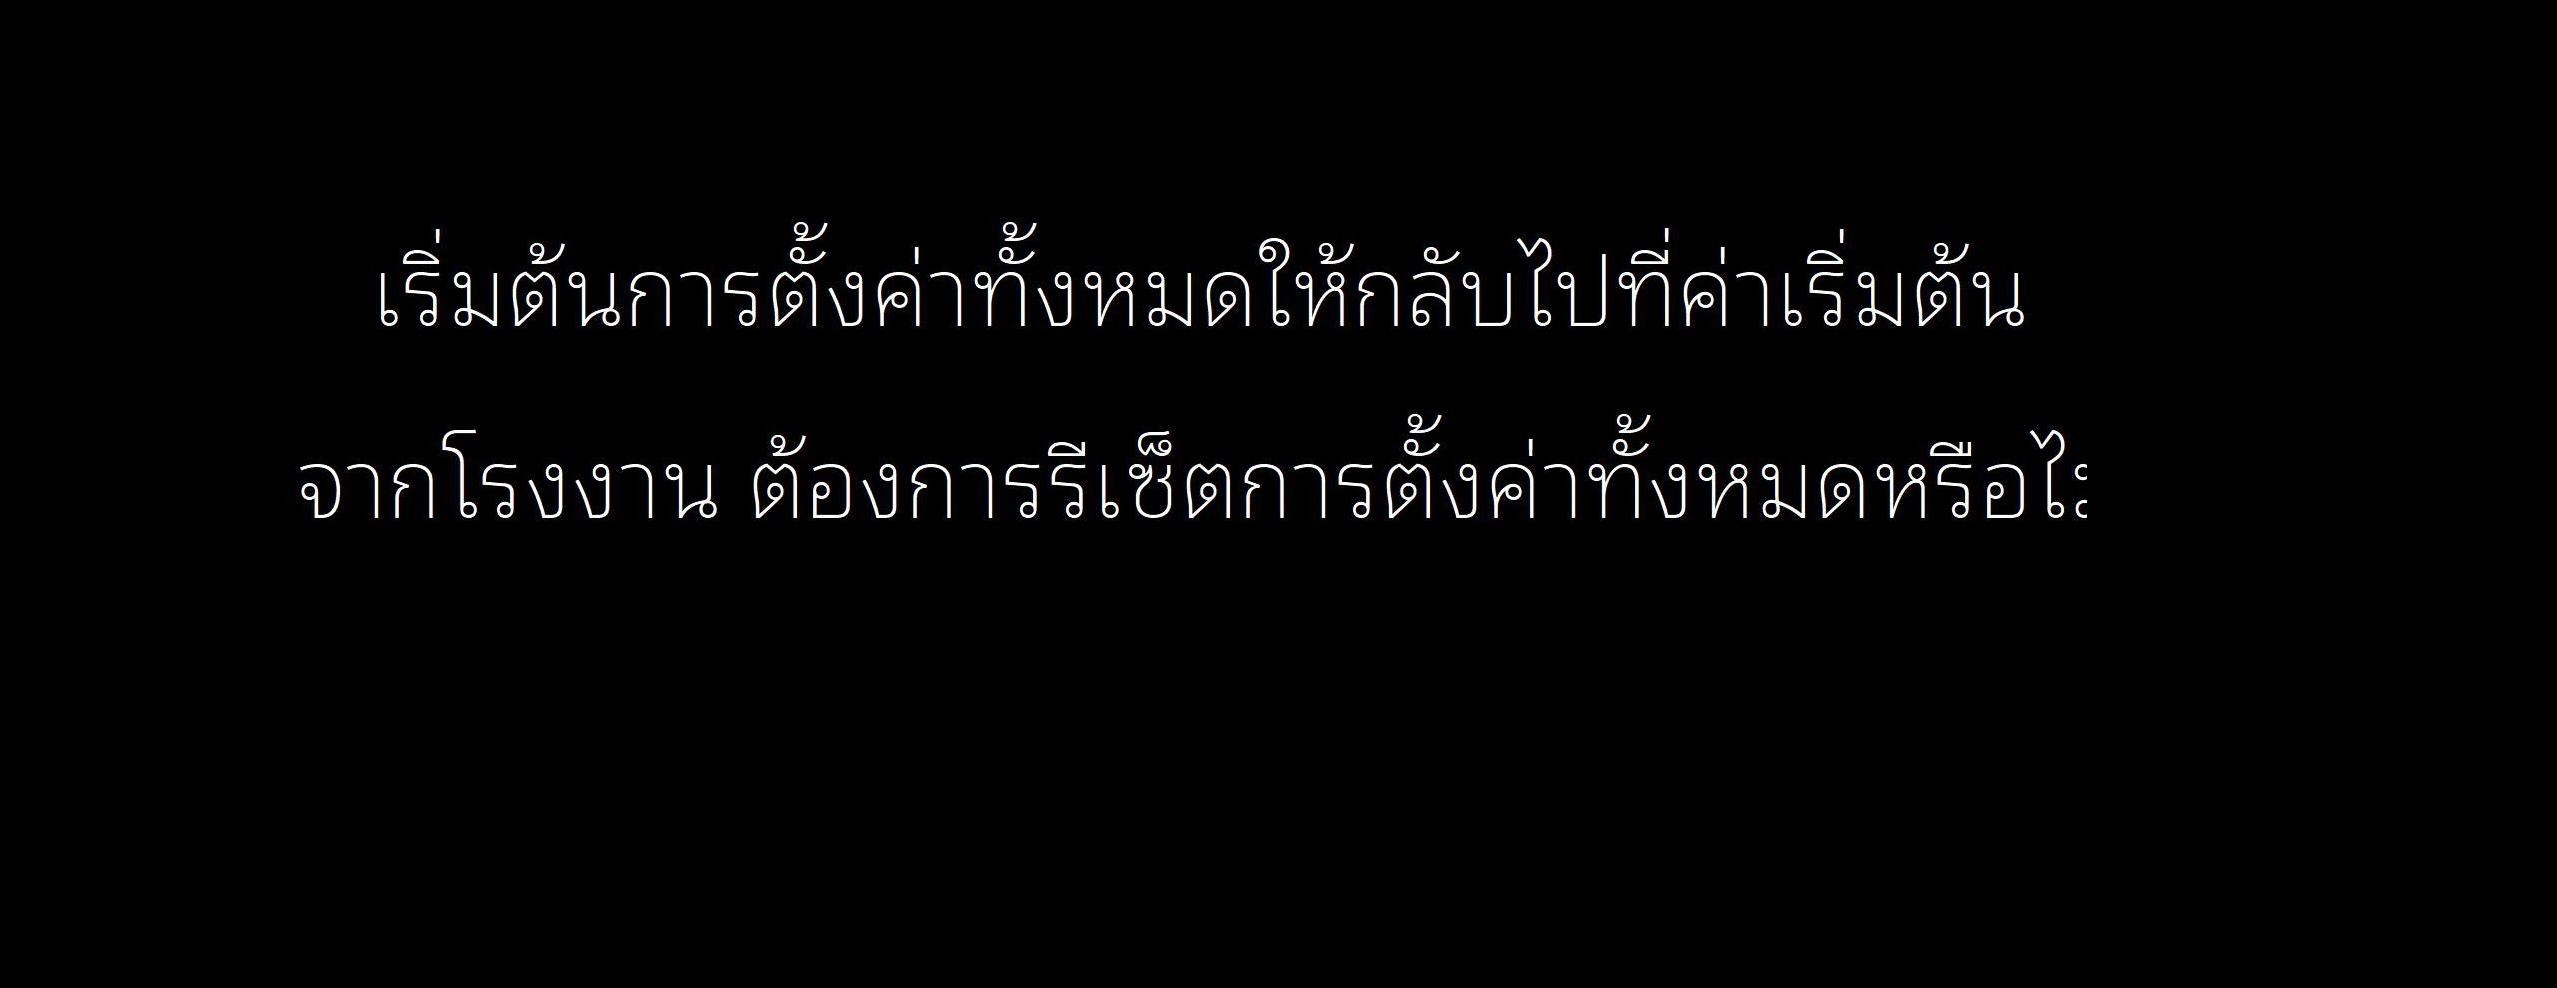 เริ่มต้นการตั้งค่าทั้งหมดให้กลับไปที่ค่าเริ่มต้น
จากโรงงาน ต้องการรีเซ็ตการตั้งค่าทั้งหมดหรือ